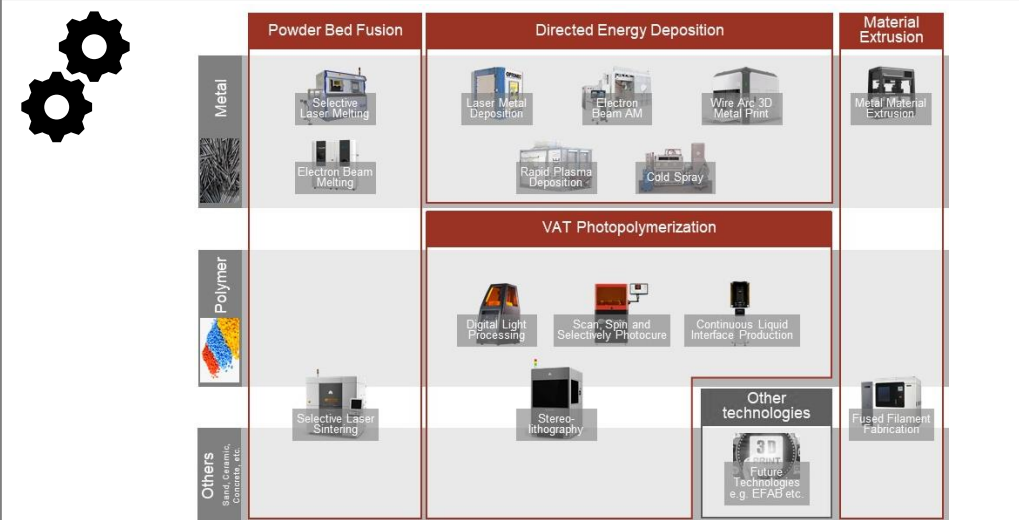 Powder Bed Fusion
Directed Energy Deposition
Material
Extrusion
Metal
Selective
Laser Melting
Laser Metal
Deposition
Electron
Beam AM
Wire Arc 3D
Metal Print
Metal Material
Extrusion
Electron Beam
Melting
Rapid Plasma
Deposition
Cold Spray
VAT Photopolymerization
Polymer
Digital Light
Processing
Scan, Spin and
Selectively Photocure
Continuous Liquid
Interface Production
Selective Laser
Sintering
Stereo-
lithography
Other
technologies
Fused Filament
Fabrication
Others
Sand, Ceramic,
Concrete, etc.
3D
PRINT
Future
Technologies
e.g. EFAB etc.